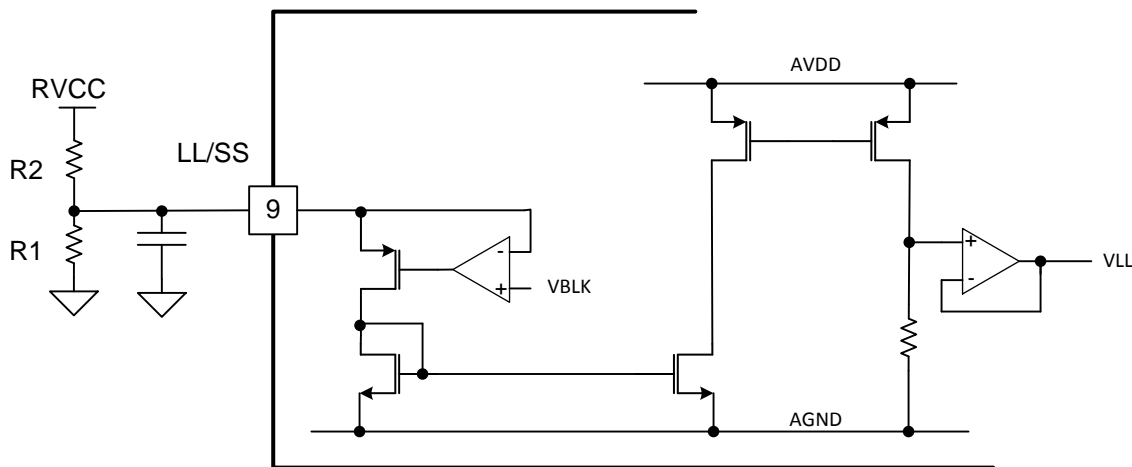 AVDD
RVCC
LL/SS
R2
9
R1
-
+
VBLK
+
-
VLL
AGND